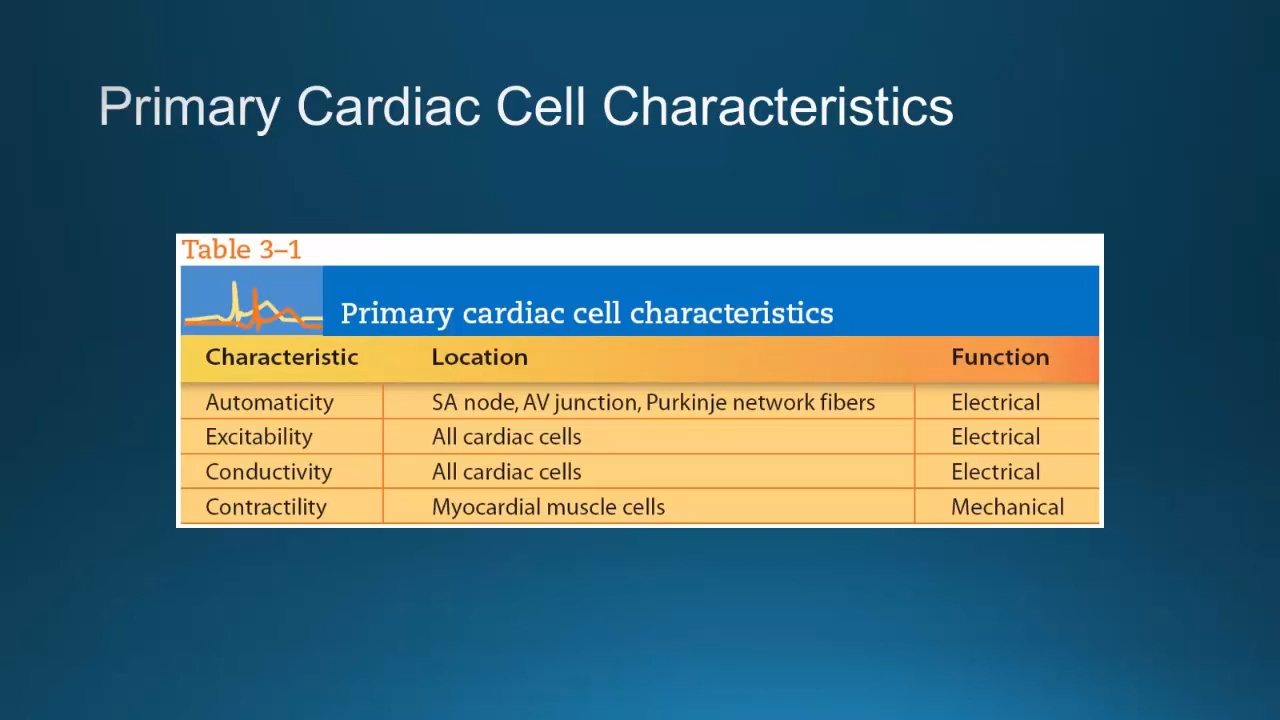 Primary Cardiac Cell Characteristics
Table 3–1
Primary cardiac cell characteristics
Characteristic Location Function
Automaticity SA node, AV junction, Purkinje network fibers Electrical
Excitability All cardiac cells Electrical
Conductivity All cardiac cells Electrical
Contractility Myocardial muscle cells Mechanical